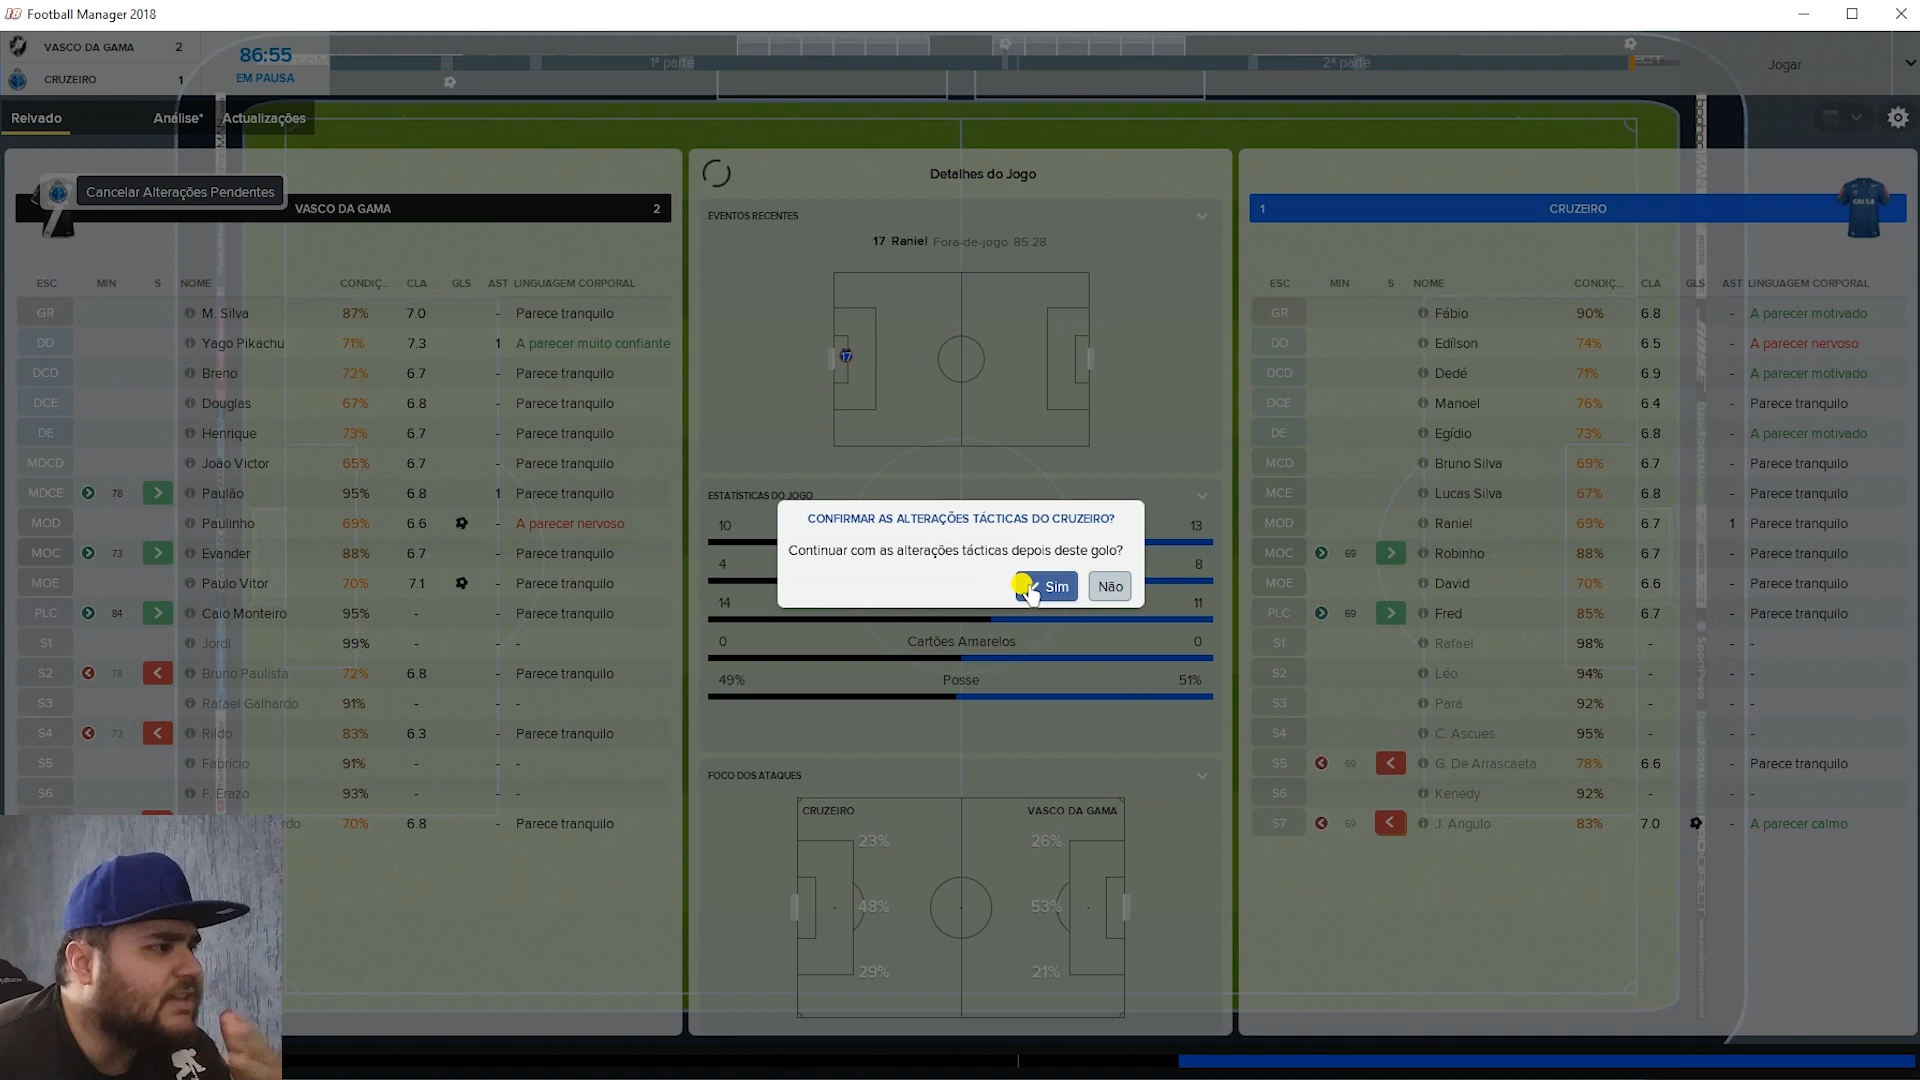 Football Manager 2018
VASCO DA GAMA 2
CRUZEIRO 1
86:55
EM PAUSA
1ª parte
2ª parte
Jogar
Relvado
Análise*
Actualizações
Cancelar Alterações Pendentes
VASCO DA GAMA 2
ESC MIN S NOME CONDIÇ... CLA GLS AST LINGUAGEM CORPORAL
GR M. Silva 87% 7.0 - Parece tranquilo
DD Yago Pikachu 71% 7.3 1 A parecer muito confiante
DCD Breno 72% 6.7 - Parece tranquilo
DCE Douglas 67% 6.8 - Parece tranquilo
DE Henrique 73% 6.7 - Parece tranquilo
MDCD João Victor 65% 6.7 - Parece tranquilo
MDCE 78 Paulão 95% 6.8 1 Parece tranquilo
MOD Paulinho 69% 6.6 - A parecer nervoso
MOC 73 Evander 88% 6.7 - Parece tranquilo
MOE Paulo Vitor 70% 7.1 - Parece tranquilo
PLC 84 Caio Monteiro 95% - - Parece tranquilo
S1 Jordi 99% - - -
S2 78 Bruno Paulista 72% 6.8 - Parece tranquilo
S3 Rafael Galhardo 91% - - -
S4 73 Rildo 83% 6.3 - Parece tranquilo
S5 Fabrício 91% - - -
S6 F. Erazo 93% - - -
rdo 70% 6.8 - Parece tranquilo
Detalhes do Jogo
EVENTOS RECENTES
17 Raniel Fora-de-jogo 85:28
17
ESTATÍSTICAS DO JOGO
10 13
4 8
14 11
0 Cartões Amarelos 0
49% Posse 51%
CONFIRMAR AS ALTERAÇÕES TÁCTICAS DO CRUZEIRO?
Continuar com as alterações tácticas depois deste golo?
Sim
Não
FOCO DOS ATAQUES
CRUZEIRO VASCO DA GAMA
23% 26%
48% 53%
29% 21%
1 CRUZEIRO
CAIXA
ESC MIN S NOME CONDIÇ... CLA GLS AST LINGUAGEM CORPORAL
GR Fábio 90% 6.8 - A parecer motivado
DD Edílson 74% 6.5 - A parecer nervoso
DCD Dedé 71% 6.9 - A parecer motivado
DCE Manoel 76% 6.4 - Parece tranquilo
DE Egídio 73% 6.8 - A parecer motivado
MCD Bruno Silva 69% 6.7 - Parece tranquilo
MCE Lucas Silva 67% 6.8 - Parece tranquilo
MOD Raniel 69% 6.7 1 Parece tranquilo
MOC 69 Robinho 88% 6.7 - Parece tranquilo
MOE David 70% 6.6 - Parece tranquilo
PLC 69 Fred 85% 6.7 - Parece tranquilo
S1 Rafael 98% - - -
S2 Léo 94% - - -
S3 Pará 92% - - -
S4 C. Ascues 95% - - -
S5 69 G. De Arrascaeta 78% 6.6 - Parece tranquilo
S6 Kenedy 92% - - -
S7 69 J. Angulo 83% 7.0 - A parecer calmo